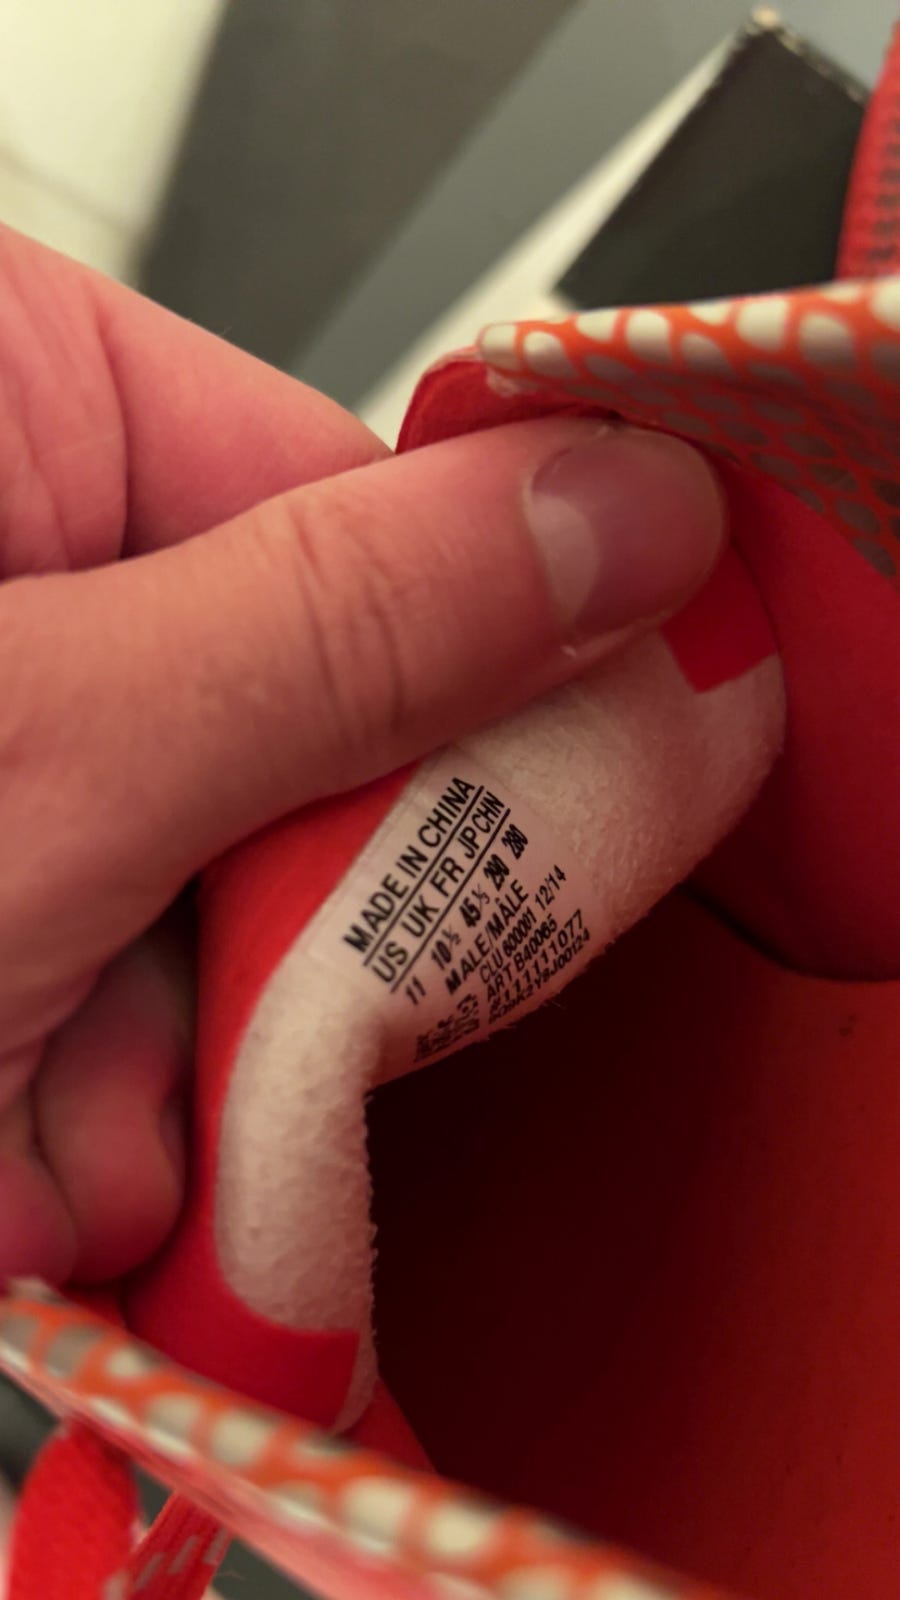 MADE IN CHINA
US UK FR JP CHN
11 10½ 45⅓ 290 280
MALE/MÂLE
CLU 600001 12/14
ART B40065